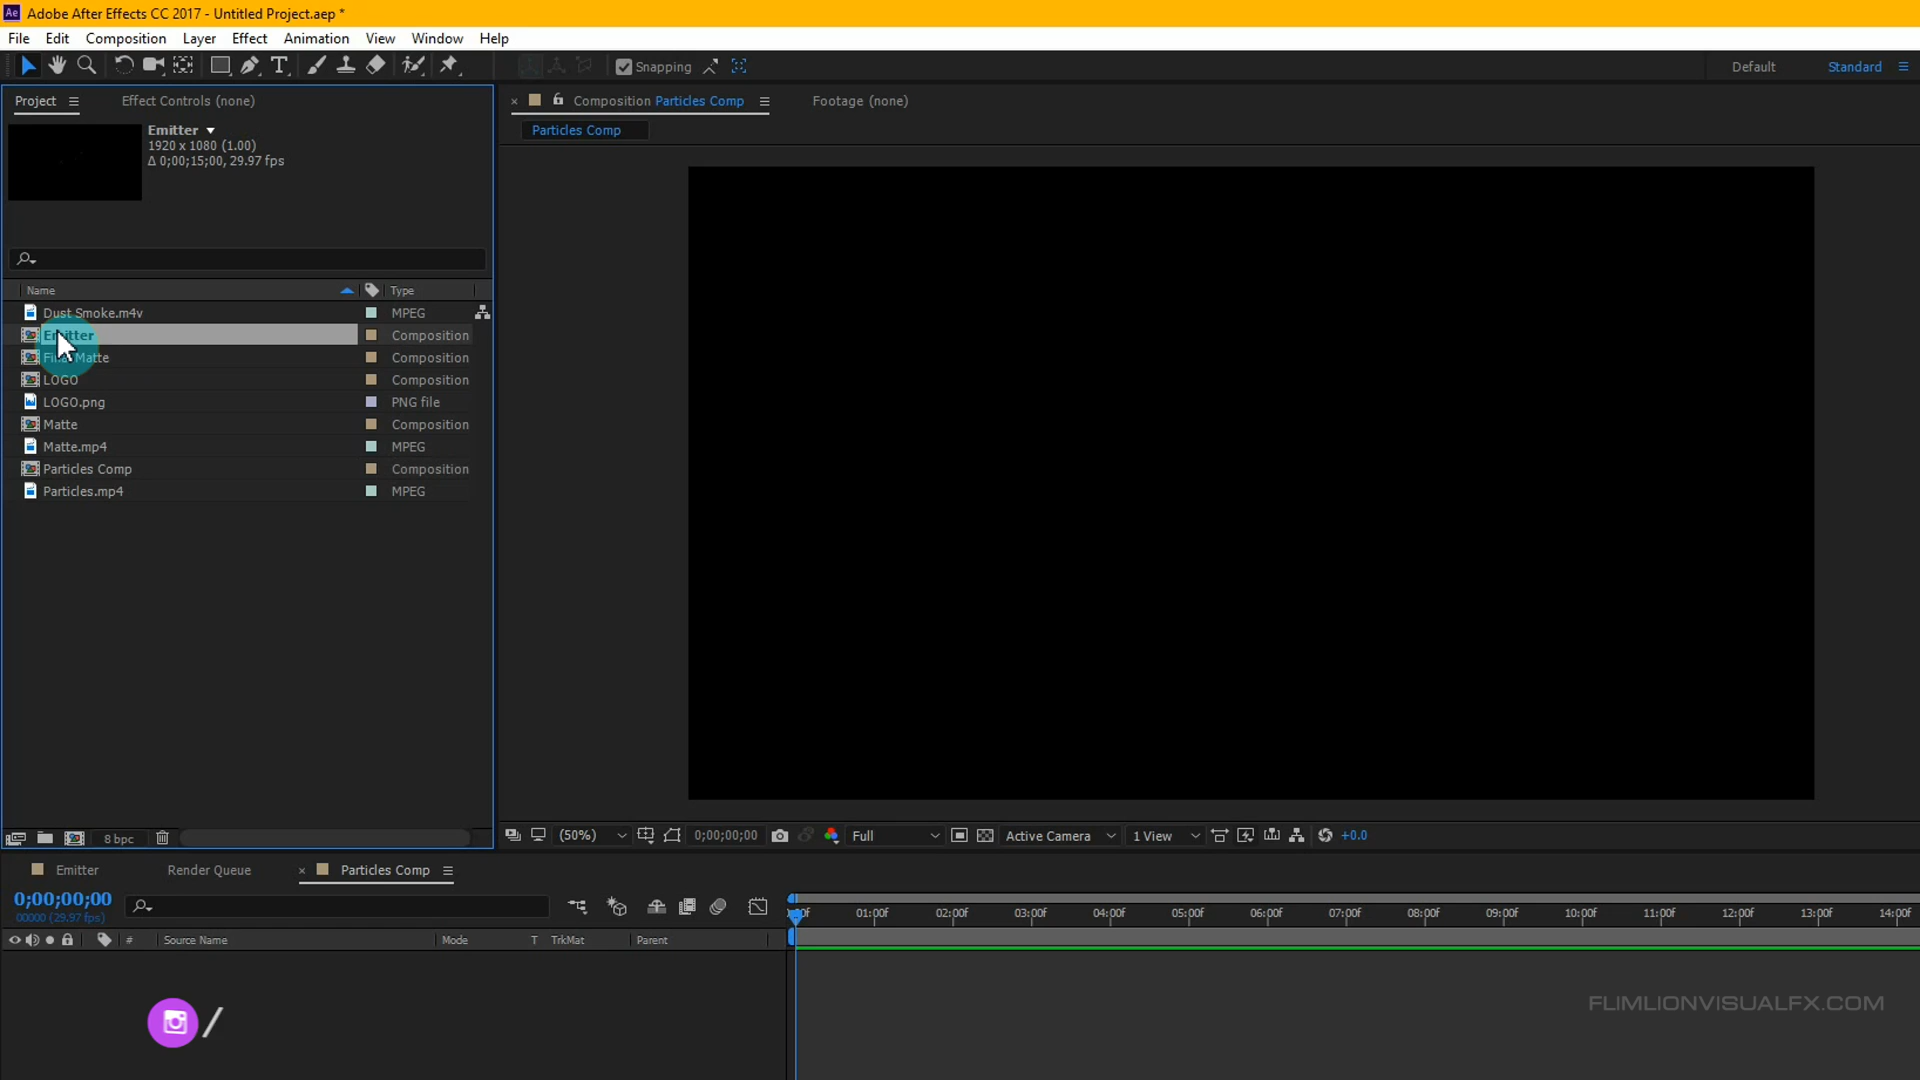 Ae Adobe After Effects CC 2017 - Untitled Project.aep *
File Edit Composition Layer Effect Animation View Window Help
T Snapping Default Standard
Project Effect Controls (none) Composition Particles Comp Footage (none)
Particles Comp
Emitter
1920 x 1080 (1.00)
Δ 0;00;15;00, 29.97 fps
Name Type
Dust Smoke.m4v MPEG
Emitter Composition
Final Matte Composition
LOGO Composition
LOGO.png PNG file
Matte Composition
Matte.mp4 MPEG
Particles Comp Composition
Particles.mp4 MPEG
8 bpc
(50%) 0;00;00;00 Full Active Camera 1 View +0.0
Emitter Render Queue Particles Comp
0;00;00;00
00000 (29.97 fps)
01:00f 02:00f 03:00f 04:00f 05:00f 06:00f 07:00f 08:00f 09:00f 10:00f 11:00f 12:00f 13:00f 14:00f
# Source Name Mode T TrkMat Parent
/
FLIMLIONVISUALFX.COM